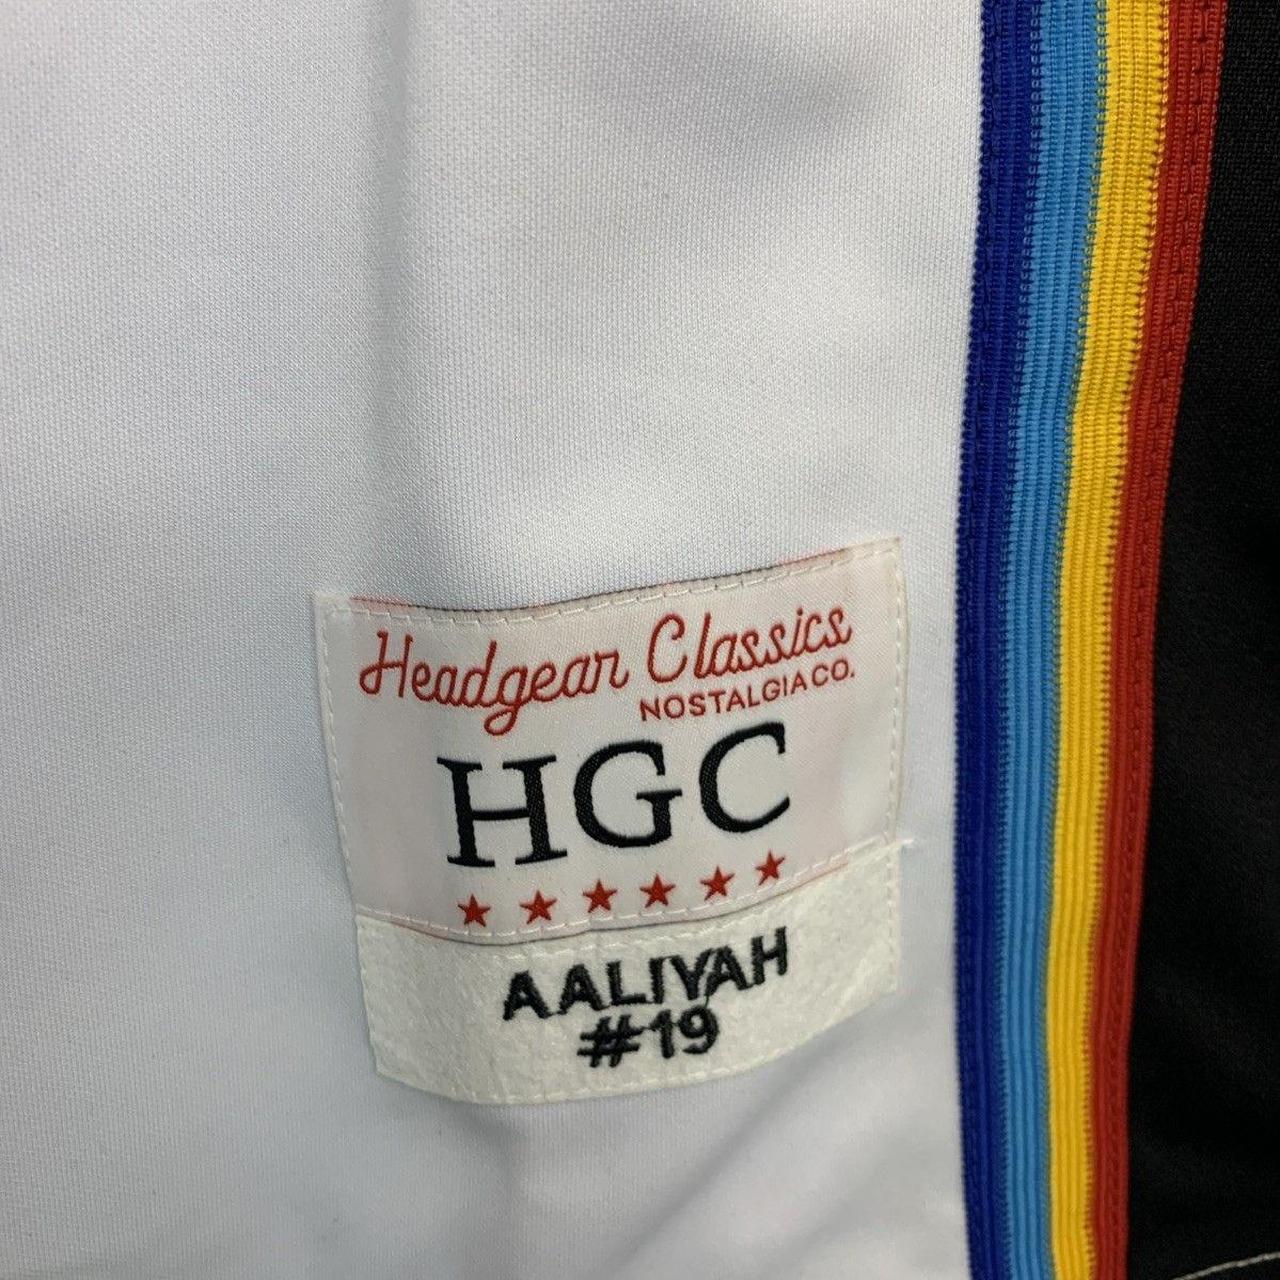 Headgear Classics
NOSTALGIA CO.
HGC
AALIYAH
#19